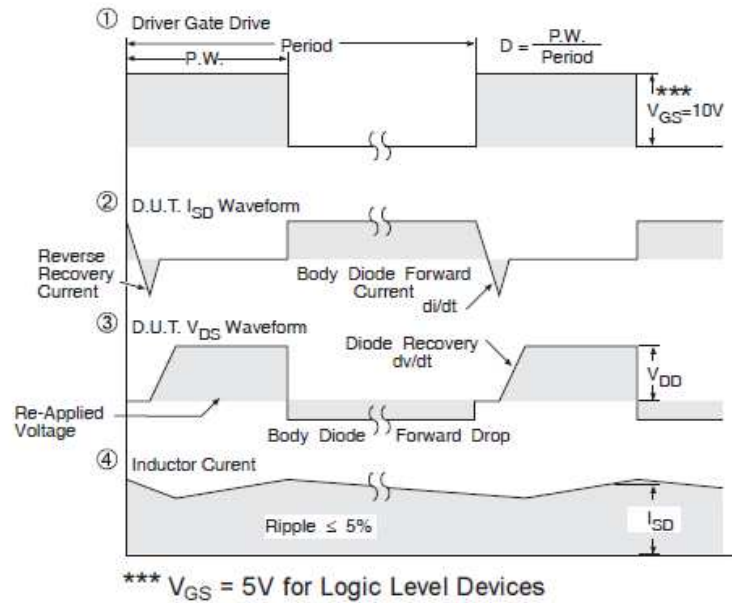 ① Driver Gate Drive
Period
P.W.
D = P.W. / Period
***
VGS=10V
② D.U.T. ISD Waveform
Reverse
Recovery
Current
Body Diode Forward
Current
di/dt
③ D.U.T. VDS Waveform
Diode Recovery
dv/dt
VDD
Re-Applied
Voltage
Body Diode Forward Drop
④ Inductor Curent
Ripple ≤ 5%
ISD
*** VGS = 5V for Logic Level Devices